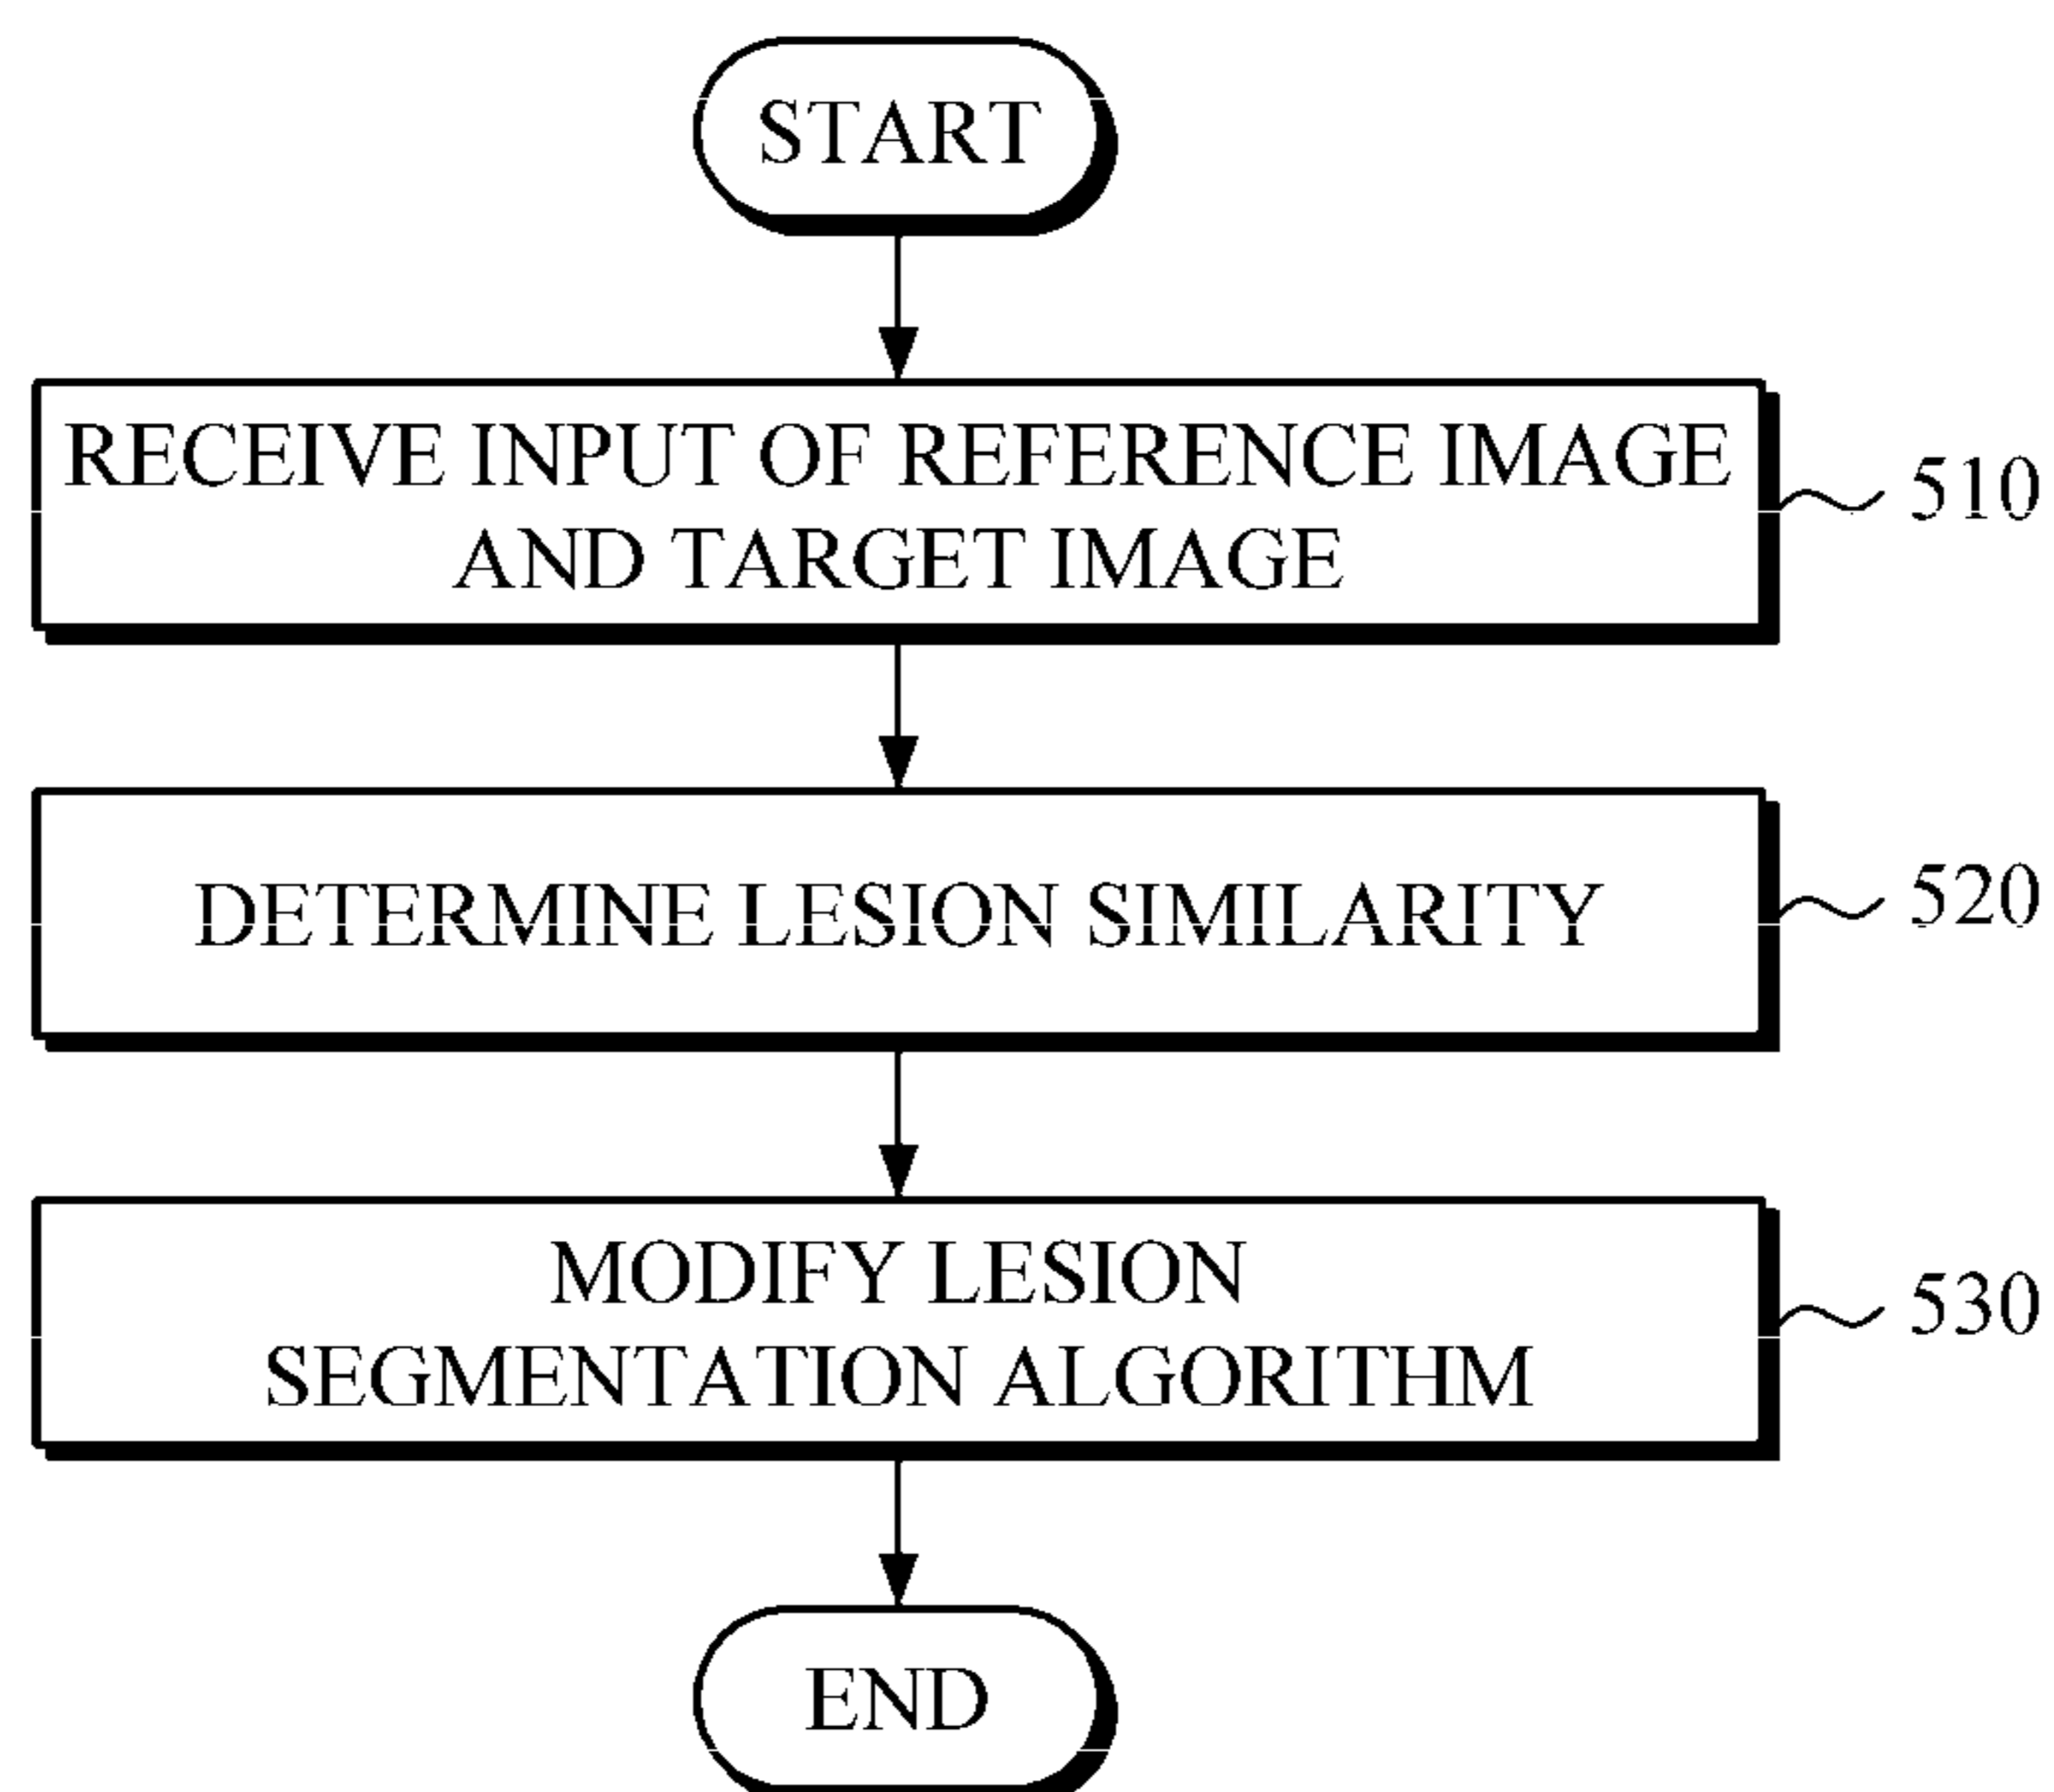 START
RECEIVE INPUT OF REFERENCE IMAGE
AND TARGET IMAGE
510
DETERMINE LESION SIMILARITY
520
MODIFY LESION
SEGMENTATION ALGORITHM
530
END